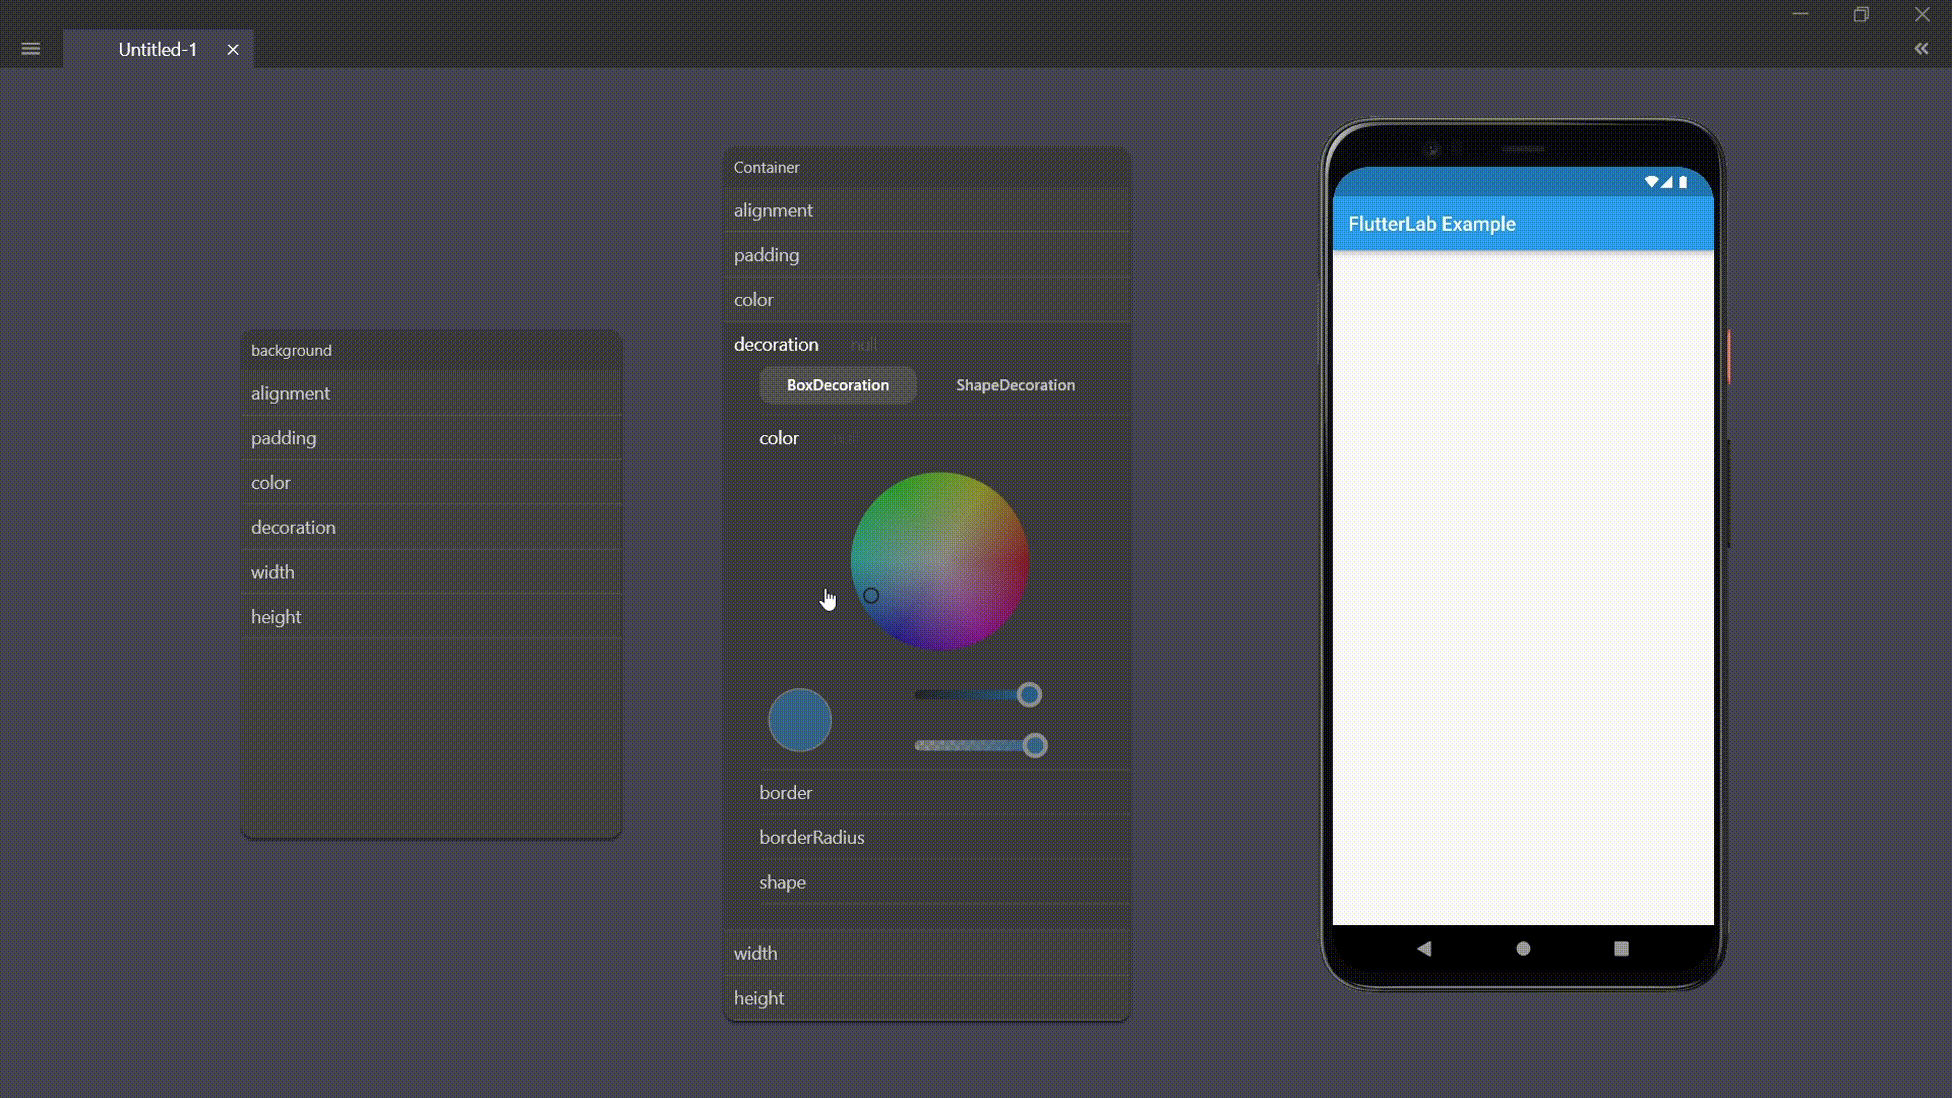 Untitled-1
background
alignment
padding
color
decoration
width
height
Container
alignment
padding
color
decoration null
BoxDecoration ShapeDecoration
color null
border
borderRadius
shape
width
height
FlutterLab Example